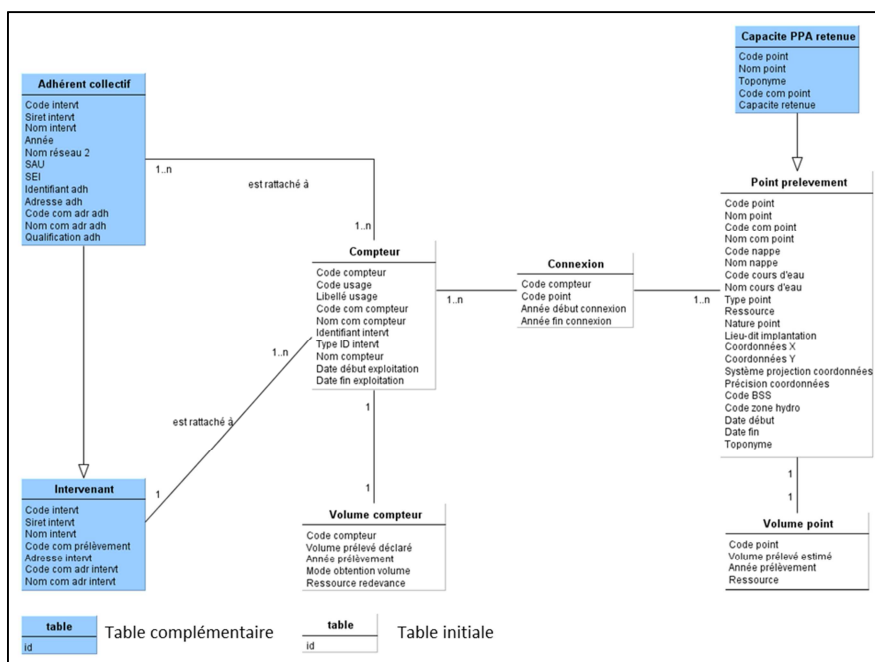 Capacite PPA retenue
Code point
Nom point
Toponyme
Code com point
Capacite retenue
Adhérent collectif
Code intervt
Siret intervt
Nom intervt
Année
Nom réseau 2
SAU
SEI
Identifiant adh
Adresse adh
Code com adr adh
Nom com adr adh
Qualification adh
1..n
est rattaché à
1..n
Compteur
Code compteur
Code usage
Libellé usage
Code com compteur
Nom com compteur
Identifiant intervt
Type ID intervt
Nom compteur
Date début exploitation
Date fin exploitation
1..n
Connexion
Code compteur
Code point
Année début connexion
Année fin connexion
1..n
Point prelevement
Code point
Nom point
Code com point
Nom com point
Code nappe
Nom nappe
Code cours d'eau
Nom cours d'eau
Type point
Ressource
Nature point
Lieu-dit implantation
Coordonnées X
Coordonnées Y
Système projection coordonnées
Précision coordonnées
Code BSS
Code zone hydro
Date début
Date fin
Toponyme
1..n
est rattaché à
1
Intervenant
Code intervt
Siret intervt
Nom intervt
Code com prélèvement
Adresse intervt
Code com adr intervt
Nom com adr intervt
1
1
Volume compteur
Code compteur
Volume prélevé déclaré
Année prélèvement
Mode obtention volume
Ressource redevance
1
1
Volume point
Code point
Volume prélevé estimé
Année prélèvement
Ressource
table
id
Table complémentaire
table
id
Table initiale